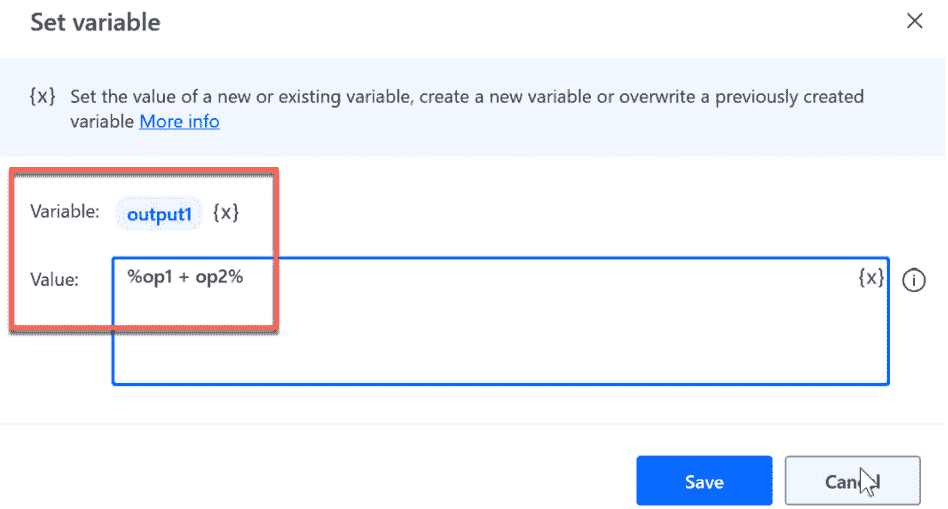 Set variable
{x} Set the value of a new or existing variable, create a new variable or overwrite a previously created
variable More info
Variable: output1 {x}
Value: %op1 + op2% {x}
Save Cancel